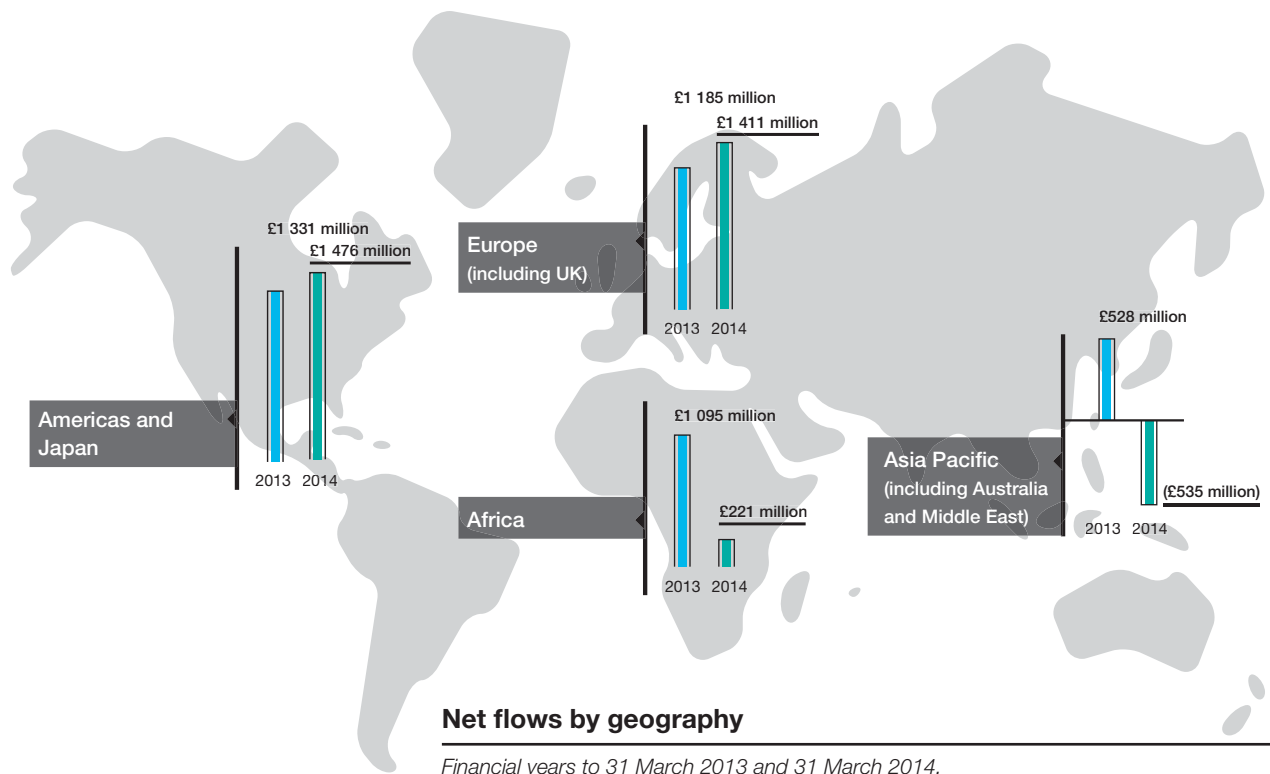 £1 185 million
£1 411 million
Europe
(including UK)
2013 2014
£1 331 million
£1 476 million
Americas and
Japan
2013 2014
£1 095 million
£221 million
Africa
2013 2014
£528 million
Asia Pacific
(including Australia
and Middle East)
(£535 million)
2013 2014
Net flows by geography
Financial years to 31 March 2013 and 31 March 2014.